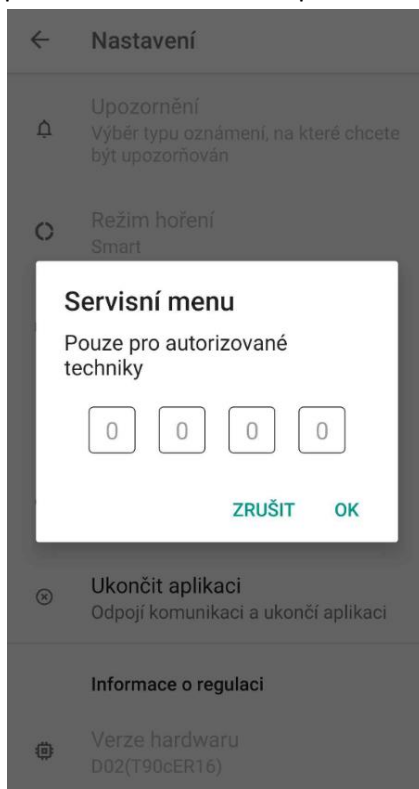 Nastavení
Upozornění
Výběr typu oznámení, na které chcete
být upozorňován
Režim hoření
Smart
Servisní menu
Pouze pro autorizované
techniky
0 0 0 0
ZRUŠIT OK
Ukončit aplikaci
Odpojí komunikaci a ukončí aplikaci
Informace o regulaci
Verze hardwaru
D02(T90cER16)